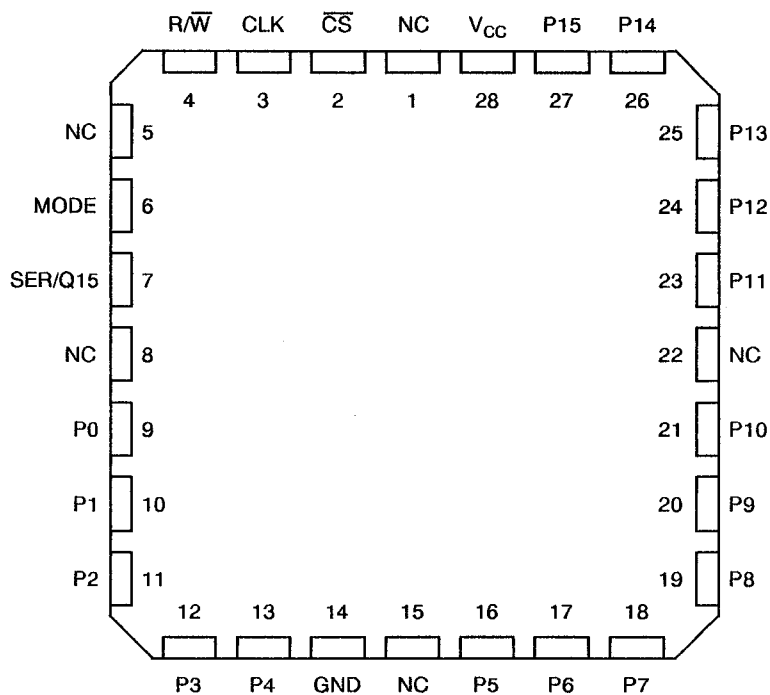 R/W̅ CLK C̅S̅ NC VCC P15 P14
4 3 2 1 28 27 26
NC 5 25 P13
MODE 6 24 P12
SER/Q15 7 23 P11
NC 8 22 NC
P0 9 21 P10
P1 10 20 P9
P2 11 19 P8
12 13 14 15 16 17 18
P3 P4 GND NC P5 P6 P7